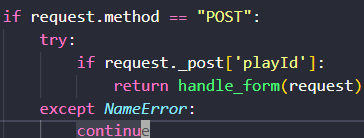 if request.method == "POST":
    try:
        if request._post['playId']:
            return handle_form(request)
    except NameError:
        continue